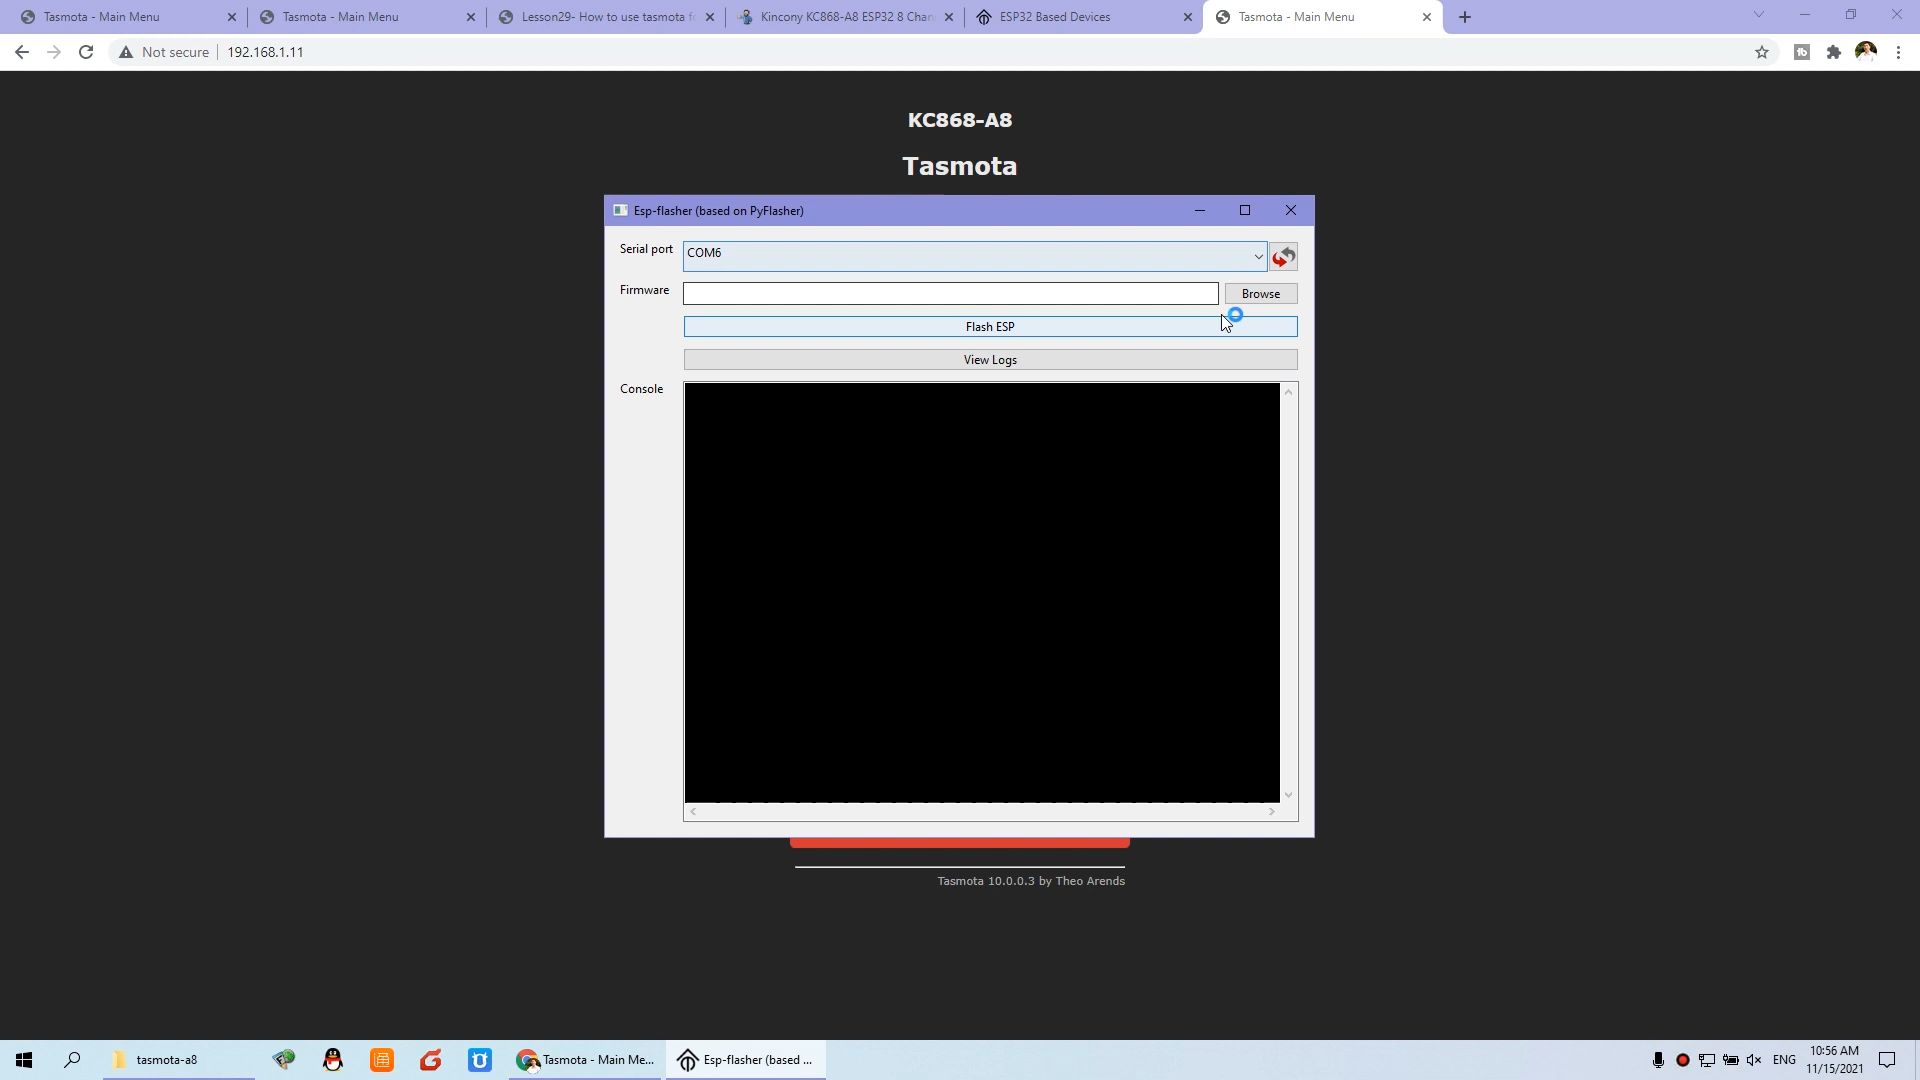 Tasmota - Main Menu
Tasmota - Main Menu
Lesson29- How to use tasmota f
Kincony KC868-A8 ESP32 8 Chan
ESP32 Based Devices
Tasmota - Main Menu
Not secure
192.168.1.11
KC868-A8
Tasmota
Esp-flasher (based on PyFlasher)
Serial port
COM6
Firmware
Browse
Flash ESP
View Logs
Console
Tasmota 10.0.0.3 by Theo Arends
tasmota-a8
Tasmota - Main Me...
Esp-flasher (based ...
ENG
10:56 AM
11/15/2021